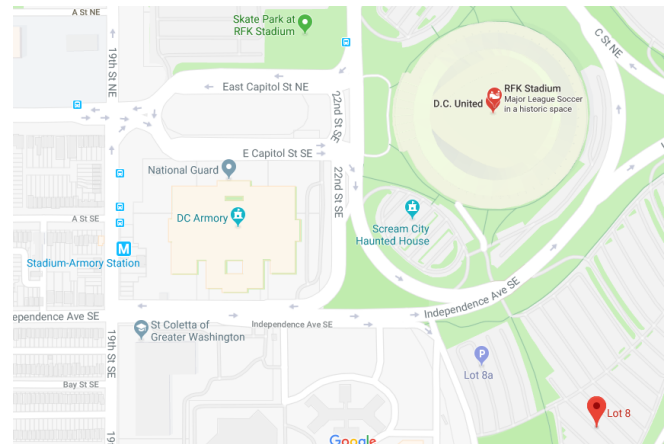 A St NE
Skate Park at
RFK Stadium
19th St NE
C St NE
East Capitol St NE
22nd St SE
RFK Stadium
D.C. United
Major League Soccer
in a historic space
E Capitol St SE
National Guard
22nd St SE
A St SE
DC Armory
Scream City
Haunted House
M
Stadium-Armory Station
ependence Ave SE
Independence Ave SE
Independence Ave SE
St Coletta of
Greater Washington
19th St SE
P
Lot 8a
Bay St SE
Lot 8
19t
Google